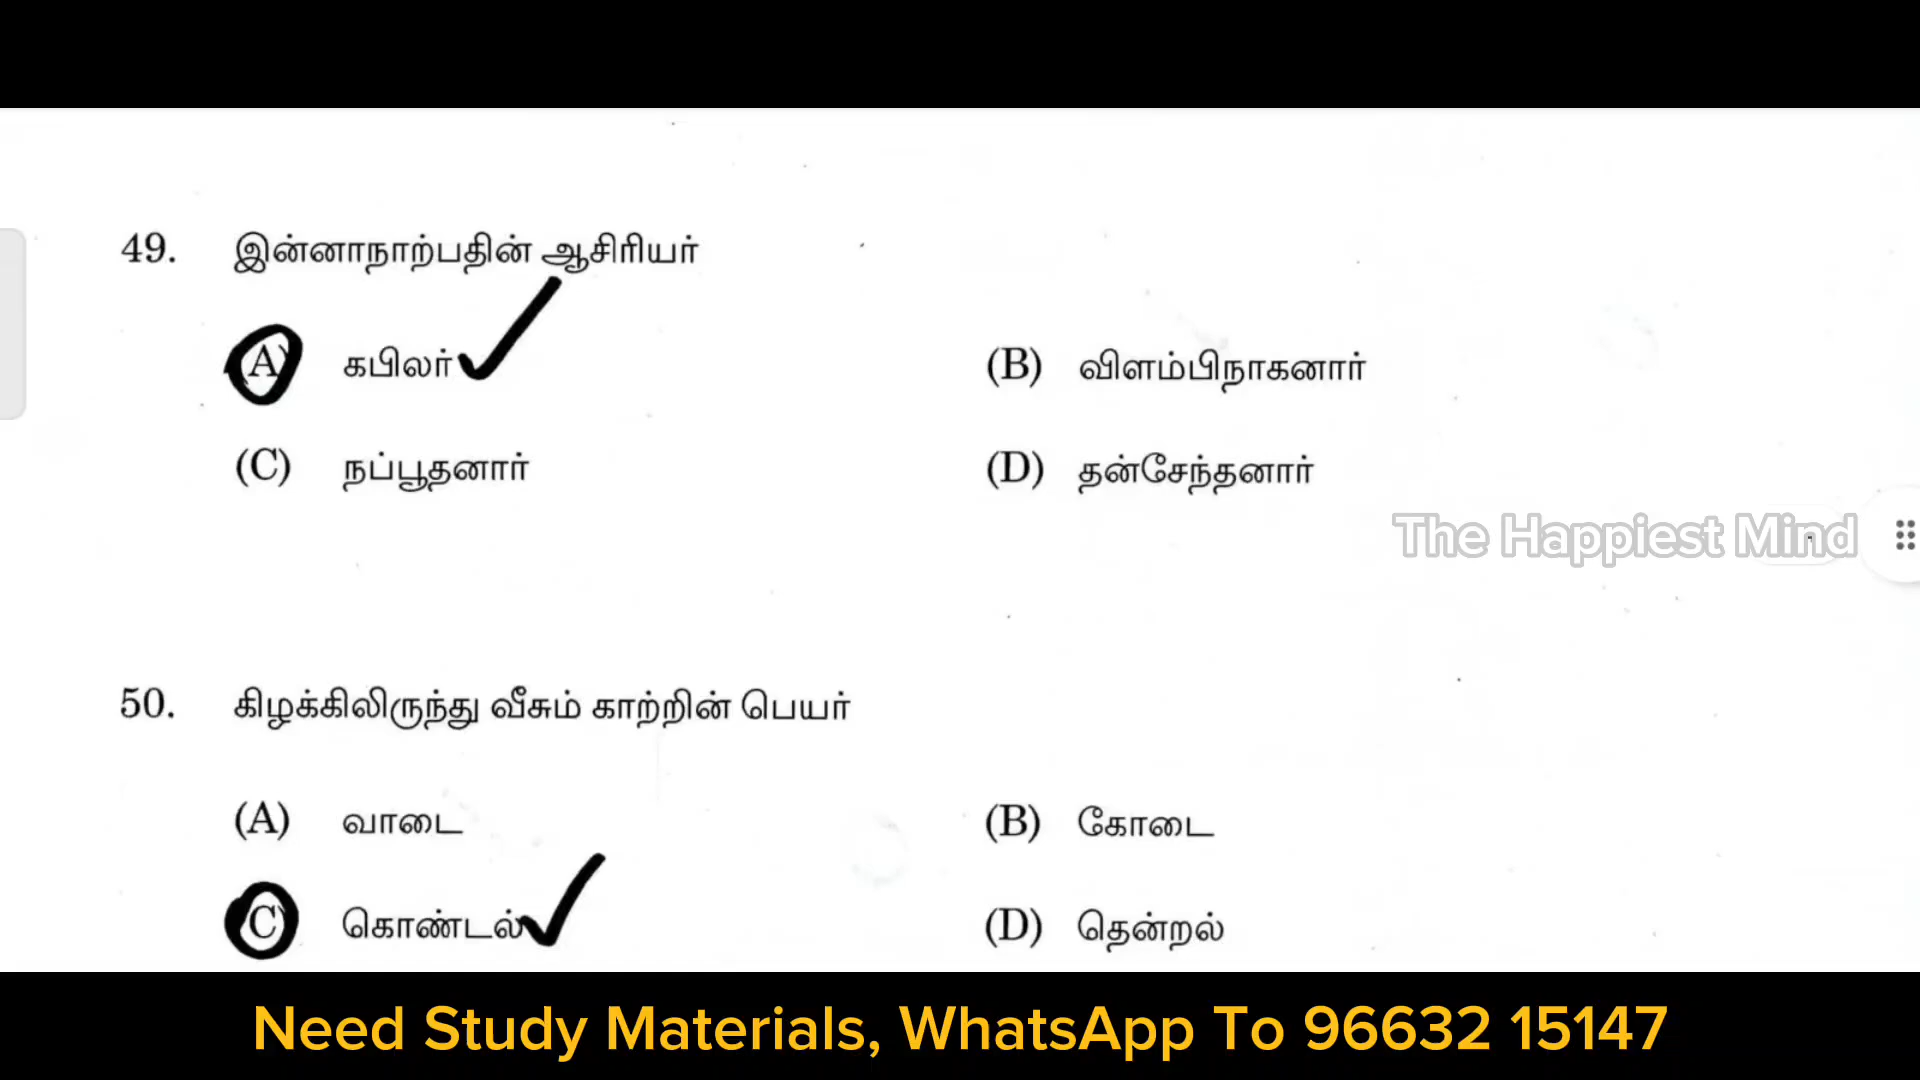 49. இன்னாநாற்பதின் ஆசிரியர்
(A) கபிலர்
(B) விளம்பிநாகனார்
(C) நப்பூதனார்
(D) தன்சேந்தனார்
The Happiest Mind
50. கிழக்கிலிருந்து வீசும் காற்றின் பெயர்
(A) வாடை
(B) கோடை
(C) கொண்டல்
(D) தென்றல்
Need Study Materials, WhatsApp To 96632 15147